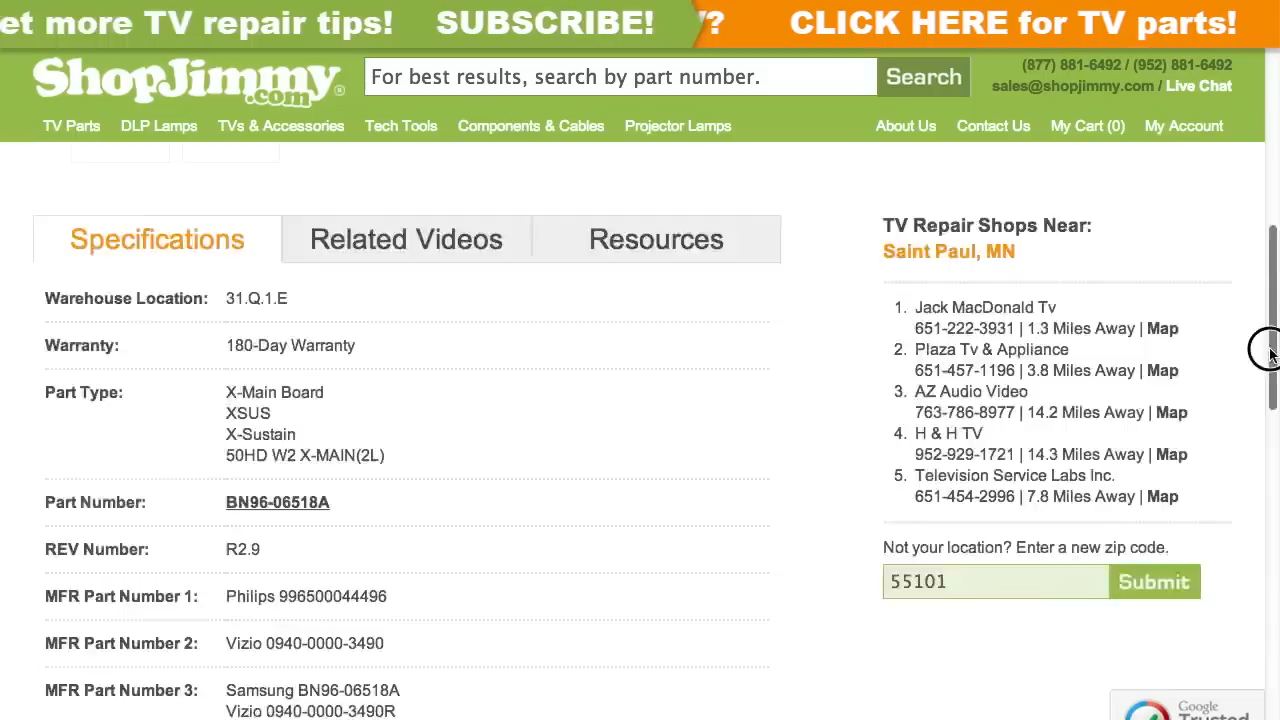 et more TV repair tips! SUBSCRIBE! ? CLICK HERE for TV parts!
ShopJimmy.com®
For best results, search by part number.
Search
(877) 881-6492 / (952) 881-6492
sales@shopjimmy.com / Live Chat
TV Parts DLP Lamps TVs & Accessories Tech Tools Components & Cables Projector Lamps About Us Contact Us My Cart (0) My Account
Specifications Related Videos Resources
Warehouse Location: 31.Q.1.E
Warranty: 180-Day Warranty
Part Type: X-Main Board
XSUS
X-Sustain
50HD W2 X-MAIN(2L)
Part Number: BN96-06518A
REV Number: R2.9
MFR Part Number 1: Philips 996500044496
MFR Part Number 2: Vizio 0940-0000-3490
MFR Part Number 3: Samsung BN96-06518A
Vizio 0940-0000-3490R
TV Repair Shops Near:
Saint Paul, MN
1. Jack MacDonald Tv
651-222-3931 | 1.3 Miles Away | Map
2. Plaza Tv & Appliance
651-457-1196 | 3.8 Miles Away | Map
3. AZ Audio Video
763-786-8977 | 14.2 Miles Away | Map
4. H & H TV
952-929-1721 | 14.3 Miles Away | Map
5. Television Service Labs Inc.
651-454-2996 | 7.8 Miles Away | Map
Not your location? Enter a new zip code.
55101 Submit
Google
Trusted